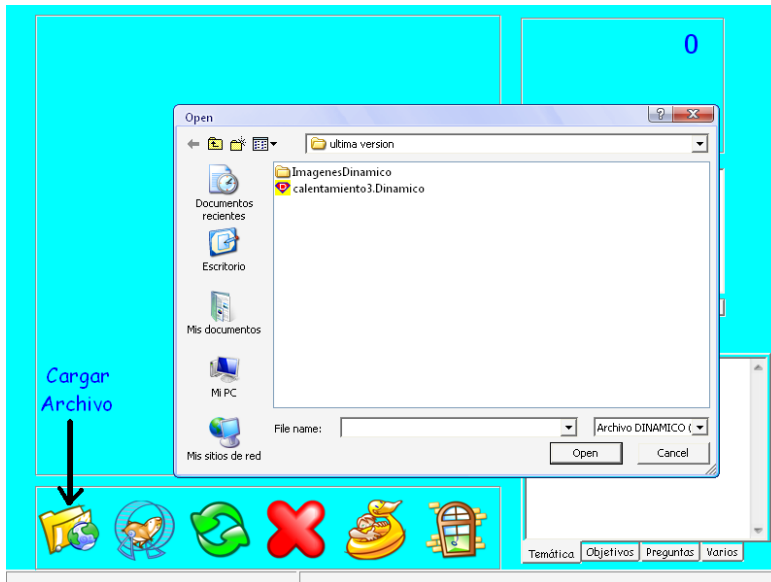 0
Open
ultima version
ImagenesDinamico
calentamiento3.Dinamico
Documentos
recientes
Escritorio
Mis documentos
Mi PC
Mis sitios de red
File name:
Archivo DINAMICO (
Open
Cancel
Cargar
Archivo
Temática
Objetivos
Preguntas
Varios